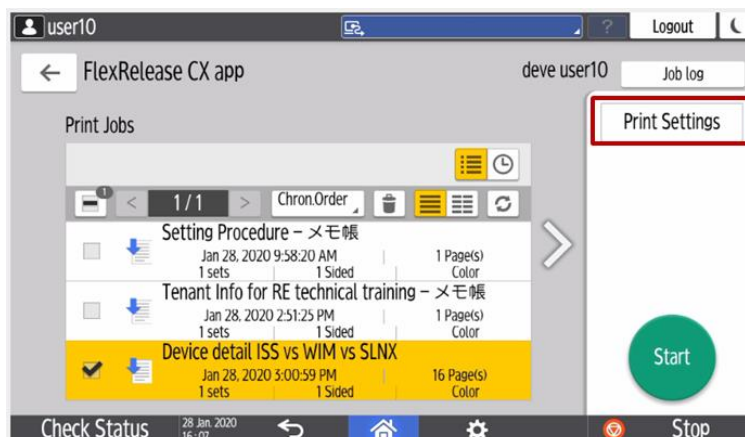 user10
?
Logout
FlexRelease CX app
deve user10
Job log
Print Jobs
Print Settings
1
< 1/1 > Chron.Order
Setting Procedure – メモ帳
Jan 28, 2020 9:58:20 AM | 1 Page(s)
1 sets | 1 Sided | Color
Tenant Info for RE technical training – メモ帳
Jan 28, 2020 2:51:25 PM | 1 Page(s)
1 sets | 1 Sided | Color
Device detail ISS vs WIM vs SLNX
Jan 28, 2020 3:00:59 PM | 16 Page(s)
1 sets | 1 Sided | Color
Start
Check Status
28 Jan. 2020
16:07
Stop